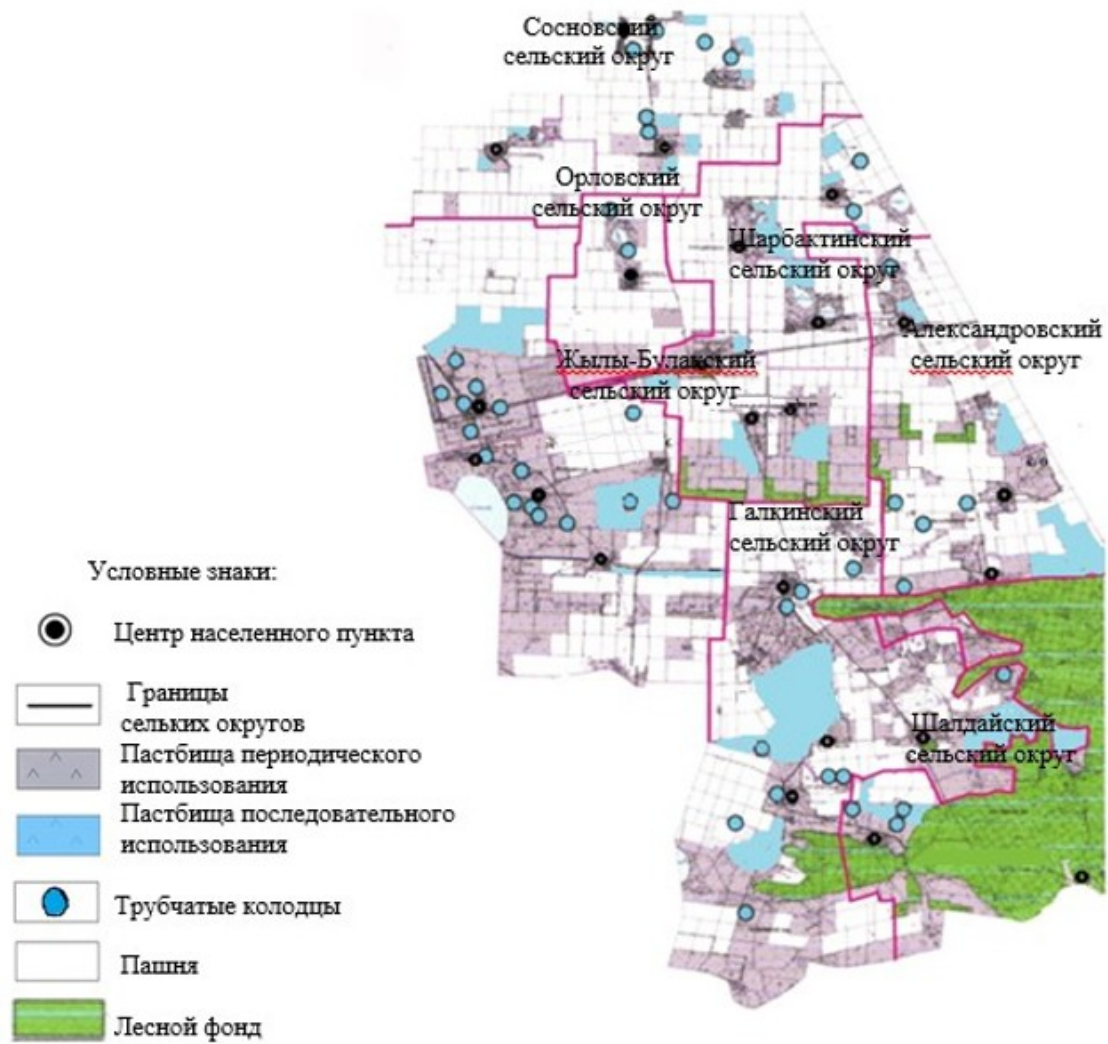 Сосновский
сельский округ
Орловский
сельский округ
Шарбактинский
сельский округ
Александровский
сельский округ
Жылы-Булакский
сельский округ
Галкинский
сельский округ
Шалдайский
сельский округ
Условные знаки:
Центр населенного пункта
Границы
сельких округов
Пастбища периодического
использования
Пастбища последовательного
использования
Трубчатые колодцы
Пашня
Лесной фонд